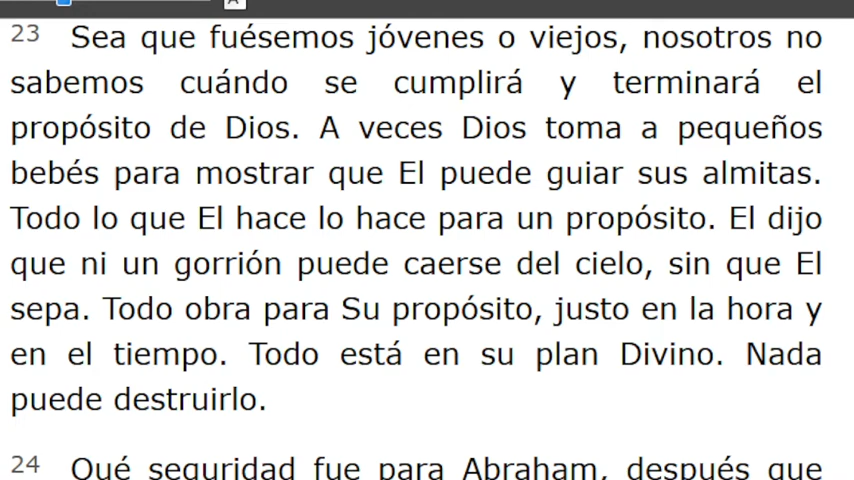 23 Sea que fuésemos jóvenes o viejos, nosotros no
sabemos cuándo se cumplirá y terminará el
propósito de Dios. A veces Dios toma a pequeños
bebés para mostrar que El puede guiar sus almitas.
Todo lo que El hace lo hace para un propósito. El dijo
que ni un gorrión puede caerse del cielo, sin que El
sepa. Todo obra para Su propósito, justo en la hora y
en el tiempo. Todo está en su plan Divino. Nada
puede destruirlo.
24 Qué seguridad fue para Abraham, después que